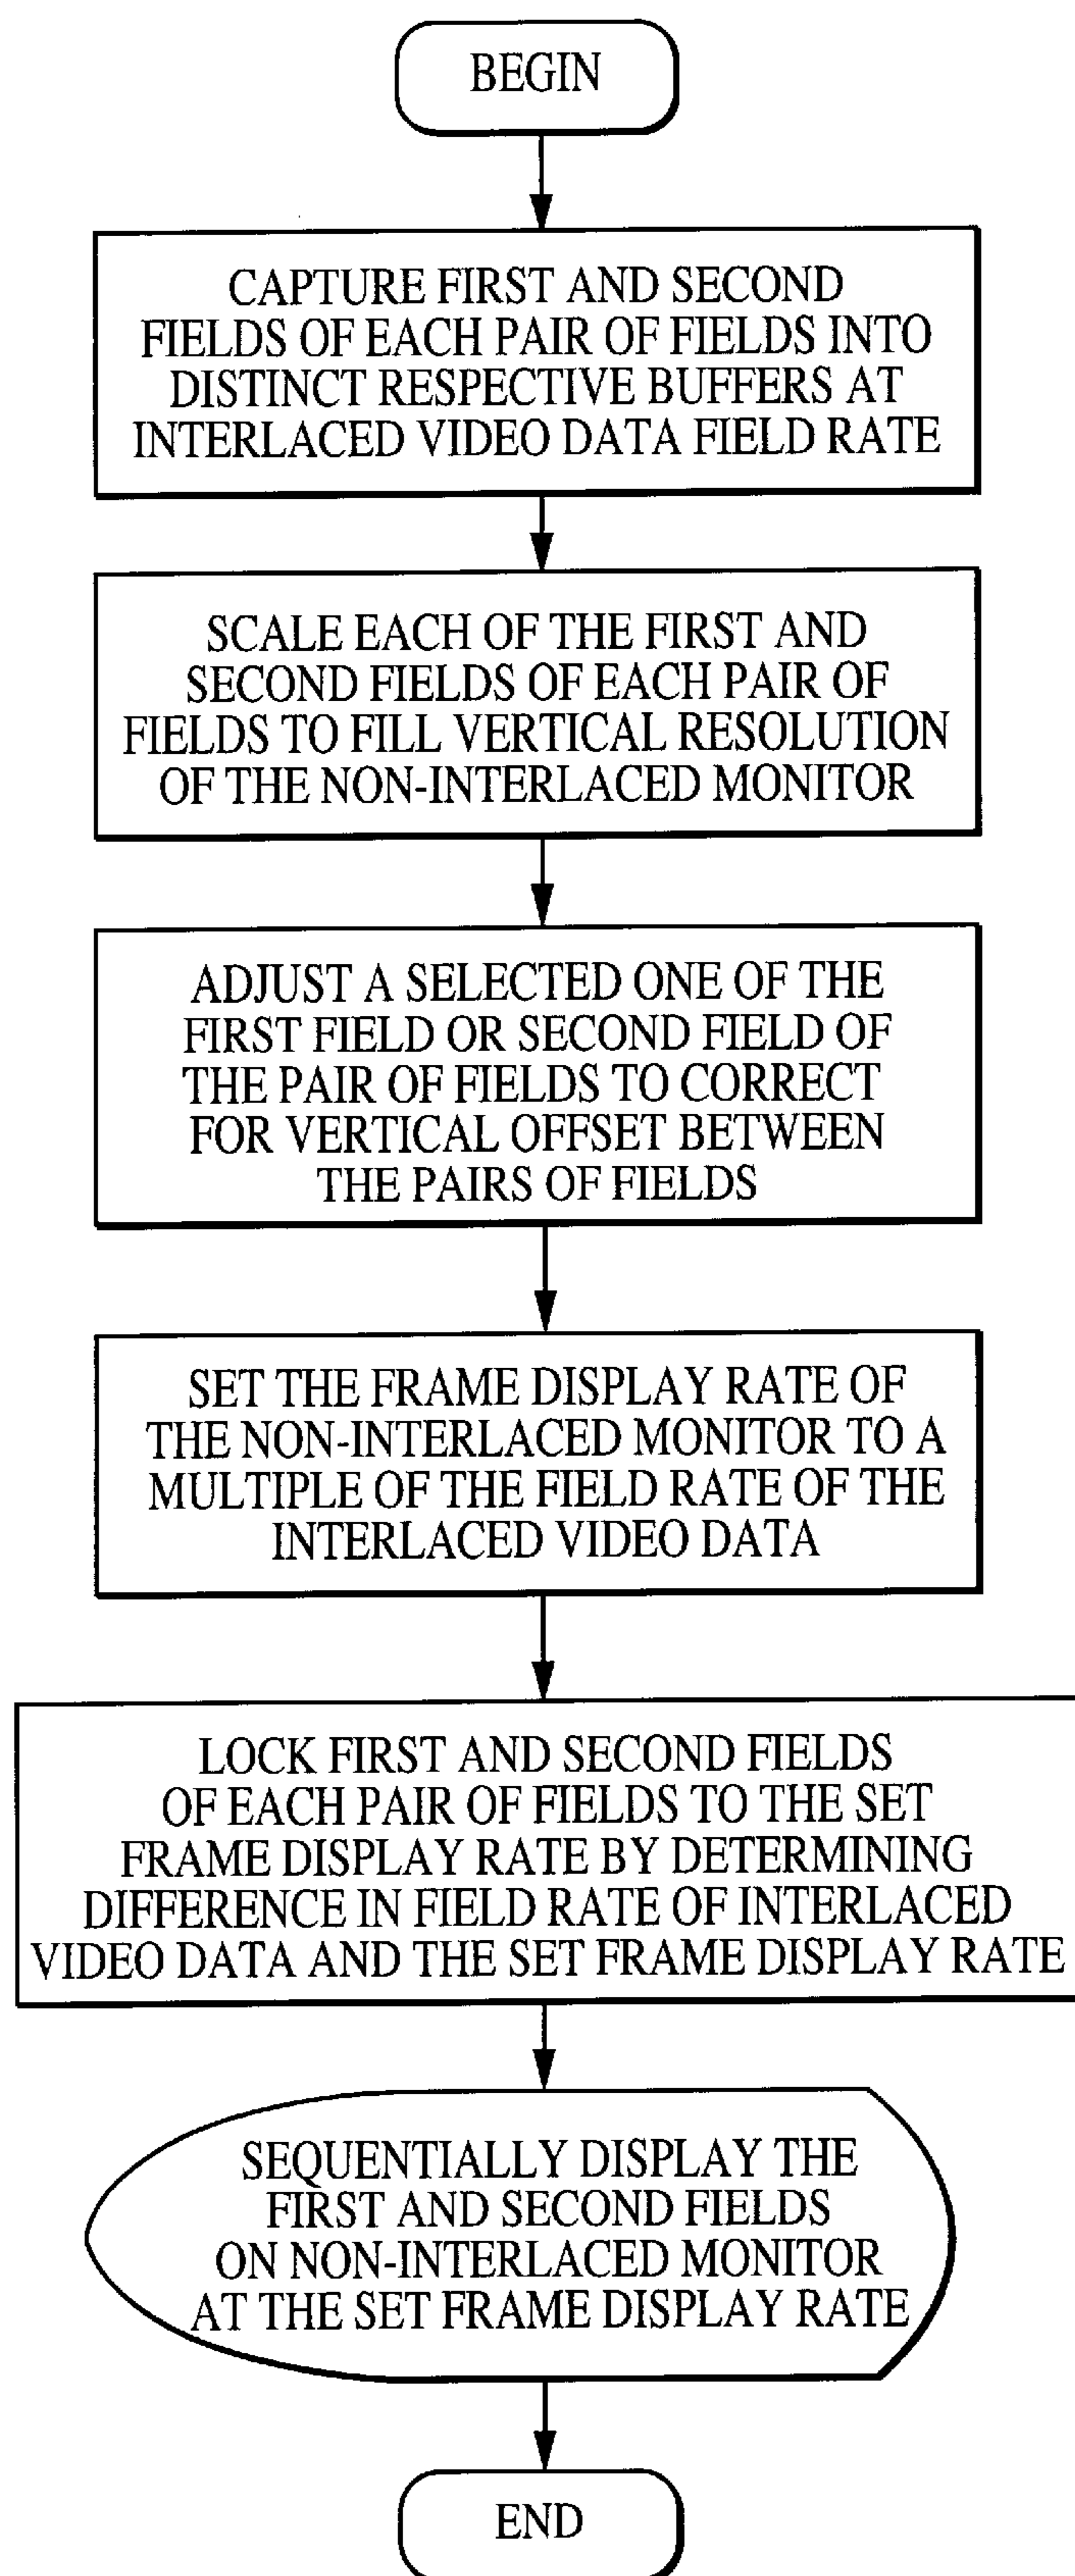 BEGIN
CAPTURE FIRST AND SECOND
FIELDS OF EACH PAIR OF FIELDS INTO
DISTINCT RESPECTIVE BUFFERS AT
INTERLACED VIDEO DATA FIELD RATE
SCALE EACH OF THE FIRST AND
SECOND FIELDS OF EACH PAIR OF
FIELDS TO FILL VERTICAL RESOLUTION
OF THE NON-INTERLACED MONITOR
ADJUST A SELECTED ONE OF THE
FIRST FIELD OR SECOND FIELD OF
THE PAIR OF FIELDS TO CORRECT
FOR VERTICAL OFFSET BETWEEN
THE PAIRS OF FIELDS
SET THE FRAME DISPLAY RATE OF
THE NON-INTERLACED MONITOR TO A
MULTIPLE OF THE FIELD RATE OF THE
INTERLACED VIDEO DATA
LOCK FIRST AND SECOND FIELDS
OF EACH PAIR OF FIELDS TO THE SET
FRAME DISPLAY RATE BY DETERMINING
DIFFERENCE IN FIELD RATE OF INTERLACED
VIDEO DATA AND THE SET FRAME DISPLAY RATE
SEQUENTIALLY DISPLAY THE
FIRST AND SECOND FIELDS
ON NON-INTERLACED MONITOR
AT THE SET FRAME DISPLAY RATE
END